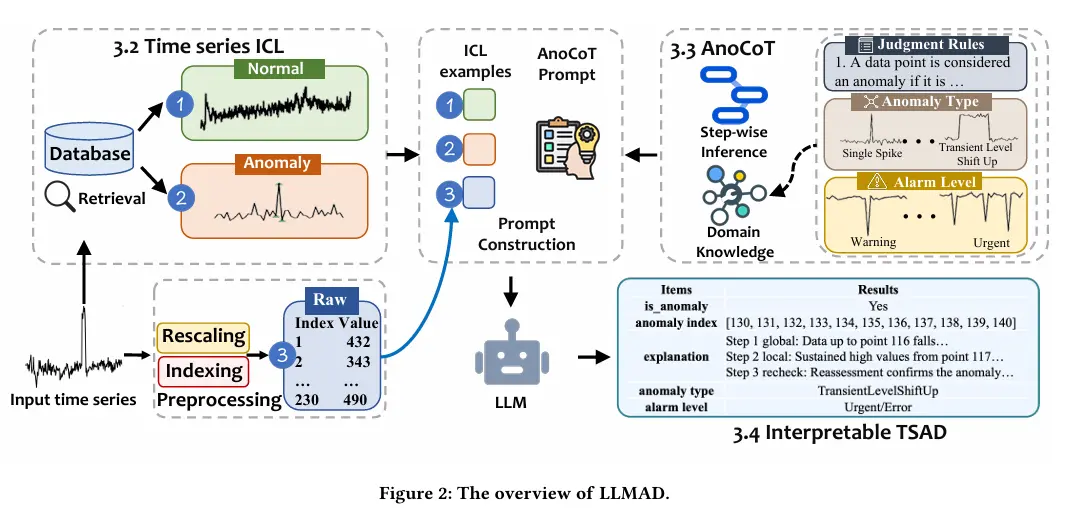 3.2 Time series ICL
Normal
1
Database
Anomaly
2
Retrieval
ICL
examples
AnoCoT
Prompt
1
2
3
Prompt
Construction
3.3 AnoCoT
Step-wise
Inference
Domain
Knowledge
Judgment Rules
1. A data point is considered
an anomaly if it is …
Anomaly Type
Single Spike
Transient Level
Shift Up
Alarm Level
Warning
Urgent
Input time series
Rescaling
Indexing
Preprocessing
3
Raw
Index Value
1 432
2 343
... ...
230 490
LLM
Items Results
is_anomaly Yes
anomaly index [130, 131, 132, 133, 134, 135, 136, 137, 138, 139, 140]
explanation
Step 1 global: Data up to point 116 falls…
Step 2 local: Sustained high values from point 117…
Step 3 recheck: Reassessment confirms the anomaly…
anomaly type TransientLevelShiftUp
alarm level Urgent/Error
3.4 Interpretable TSAD
Figure 2: The overview of LLMAD.